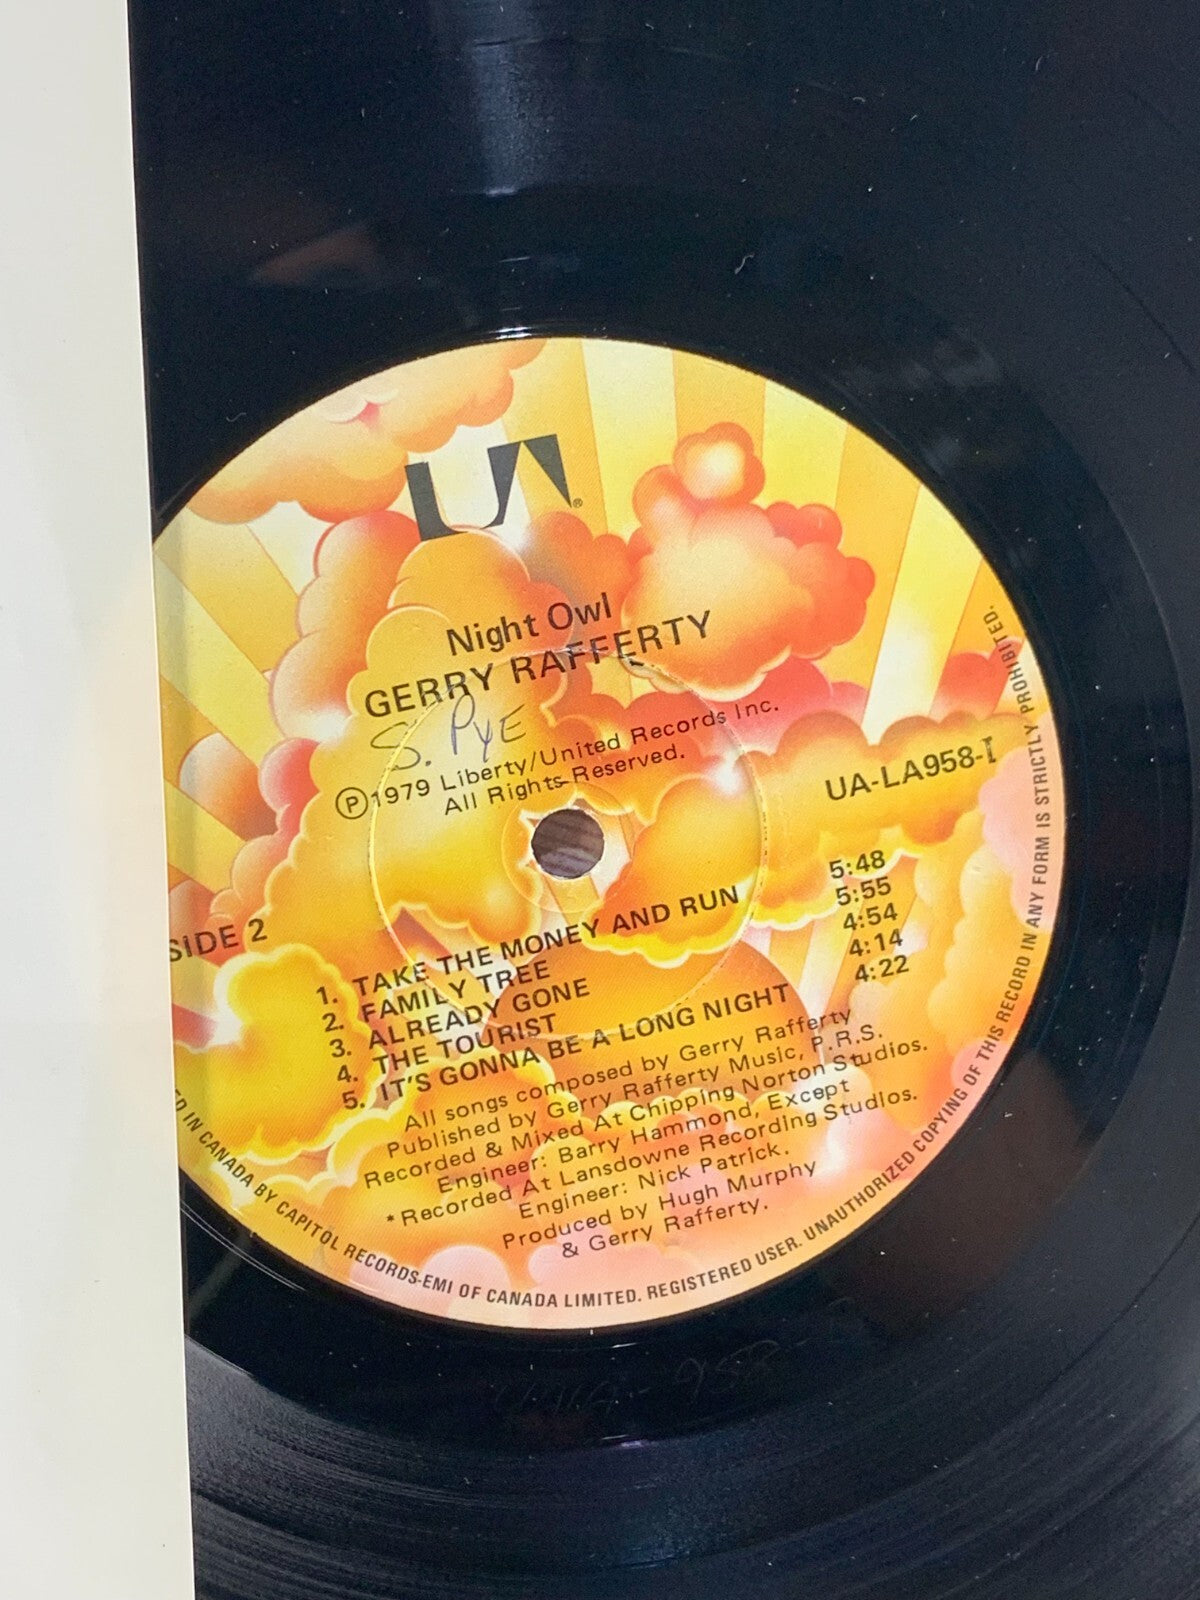 UA®
Night Owl
GERRY RAFFERTY
S. PYE
℗1979 Liberty/United Records Inc.
All Rights Reserved.
UA-LA958-I
SIDE 2
1. TAKE THE MONEY AND RUN 5:48
2. FAMILY TREE 5:55
3. ALREADY GONE 4:54
4. THE TOURIST 4:14
5. IT'S GONNA BE A LONG NIGHT 4:22
All songs composed by Gerry Rafferty
Published by Gerry Rafferty Music, P.R.S.
Recorded & Mixed At Chipping Norton Studios.
Engineer: Barry Hammond, Except
*Recorded At Lansdowne Recording Studios.
Engineer: Nick Patrick.
Produced by Hugh Murphy
& Gerry Rafferty.
IN CANADA BY CAPITOL RECORDS-EMI OF CANADA LIMITED. REGISTERED USER. UNAUTHORIZED COPYING OF THIS RECORD IN ANY FORM IS STRICTLY PROHIBITED.
958